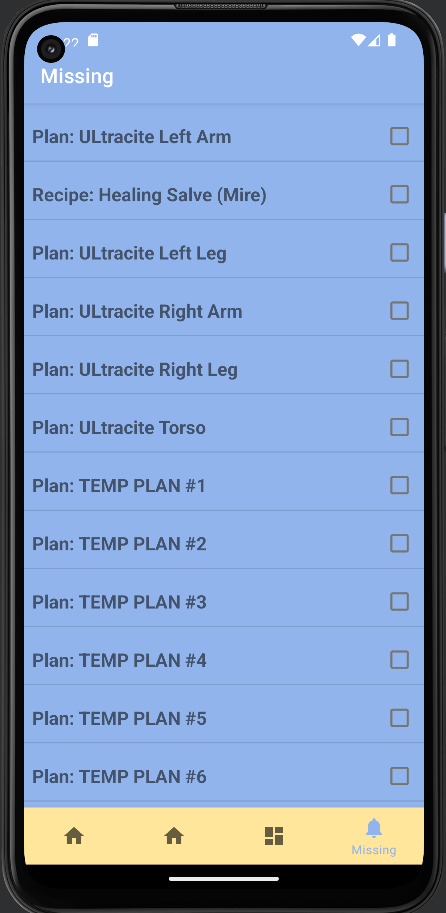 Missing
Plan: ULtracite Left Arm
Recipe: Healing Salve (Mire)
Plan: ULtracite Left Leg
Plan: ULtracite Right Arm
Plan: ULtracite Right Leg
Plan: ULtracite Torso
Plan: TEMP PLAN #1
Plan: TEMP PLAN #2
Plan: TEMP PLAN #3
Plan: TEMP PLAN #4
Plan: TEMP PLAN #5
Plan: TEMP PLAN #6
Missing